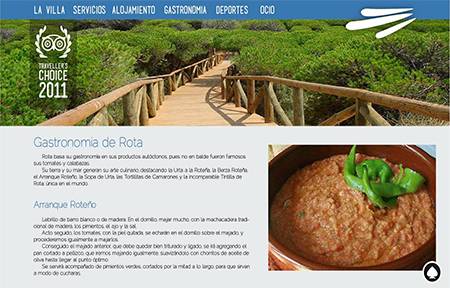 LA VILLA SERVICIOS ALOJAMIENTO GASTRONOMIA DEPORTES OCIO
TRAVELLER'S
CHOICE
2011
Gastronomia de Rota
Rota basa su gastronomía en sus productos autóctonos, pues no en balde fueron famosos
sus tomates y calabazas.
Su tierra y su mar generan su arte culinario, destacando la Urta a la Roteña, la Berza Roteña,
el Arranque Roteño, la Sopa de Urta, las Tortillitas de Camarones y la incomparable Tintilla de
Rota, única en el mundo.
Arranque Roteño
Lebrillo de barro blanco o de madera. En el dornillo, majar mucho, con la machacadora tradi-
cional de madera, los pimientos, el ajo y la sal.
Acto seguido, los tomates, con la piel quitada, se echarán en el dornillo sobre el majado, y
procederemos igualmente a majarlos.
Conseguido el majado anterior, que debe quedar bien triturado y ligado, se irá agregando el
pan cortado a pellizcos, que iremos majando igualmente, suavizándolo con chorritos de aceite de
oliva hasta llegar al punto óptimo.
Se servirá acompañado de pimientos verdes, cortados por la mitad a lo largo, para que sirvan
a modo de cucharas.